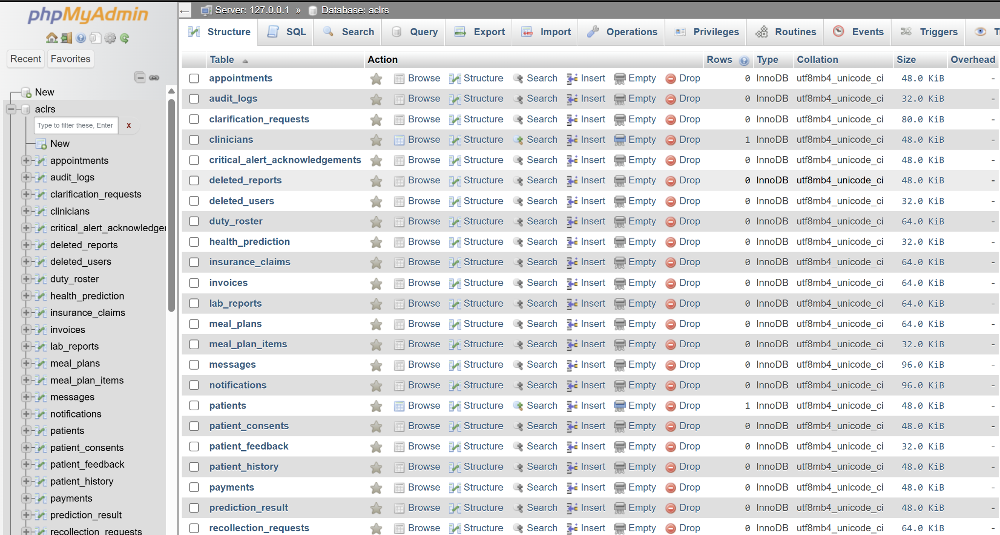 phpMyAdmin
Recent Favorites
New
aclrs
Type to filter these, Enter X
New
appointments
audit_logs
clarification_requests
clinicians
critical_alert_acknowledger
deleted_reports
deleted_users
duty_roster
health_prediction
insurance_claims
invoices
lab_reports
meal_plans
meal_plan_items
messages
notifications
patients
patient_consents
patient_feedback
patient_history
payments
prediction_result
recollection_requests
← Server: 127.0.0.1 » Database: aclrs
Structure SQL Search Query Export Import Operations Privileges Routines Events Triggers
Table Action Rows Type Collation Size Overhead
appointments Browse Structure Search Insert Empty Drop 0 InnoDB utf8mb4_unicode_ci 48.0 KiB -
audit_logs Browse Structure Search Insert Empty Drop 0 InnoDB utf8mb4_unicode_ci 32.0 KiB -
clarification_requests Browse Structure Search Insert Empty Drop 0 InnoDB utf8mb4_unicode_ci 80.0 KiB -
clinicians Browse Structure Search Insert Empty Drop 1 InnoDB utf8mb4_unicode_ci 48.0 KiB -
critical_alert_acknowledgements Browse Structure Search Insert Empty Drop 0 InnoDB utf8mb4_unicode_ci 48.0 KiB -
deleted_reports Browse Structure Search Insert Empty Drop 0 InnoDB utf8mb4_unicode_ci 48.0 KiB -
deleted_users Browse Structure Search Insert Empty Drop 0 InnoDB utf8mb4_unicode_ci 32.0 KiB -
duty_roster Browse Structure Search Insert Empty Drop 0 InnoDB utf8mb4_unicode_ci 64.0 KiB -
health_prediction Browse Structure Search Insert Empty Drop 0 InnoDB utf8mb4_unicode_ci 32.0 KiB -
insurance_claims Browse Structure Search Insert Empty Drop 0 InnoDB utf8mb4_unicode_ci 64.0 KiB -
invoices Browse Structure Search Insert Empty Drop 0 InnoDB utf8mb4_unicode_ci 64.0 KiB -
lab_reports Browse Structure Search Insert Empty Drop 0 InnoDB utf8mb4_unicode_ci 64.0 KiB -
meal_plans Browse Structure Search Insert Empty Drop 0 InnoDB utf8mb4_unicode_ci 64.0 KiB -
meal_plan_items Browse Structure Search Insert Empty Drop 0 InnoDB utf8mb4_unicode_ci 32.0 KiB -
messages Browse Structure Search Insert Empty Drop 0 InnoDB utf8mb4_unicode_ci 96.0 KiB -
notifications Browse Structure Search Insert Empty Drop 0 InnoDB utf8mb4_unicode_ci 96.0 KiB -
patients Browse Structure Search Insert Empty Drop 1 InnoDB utf8mb4_unicode_ci 48.0 KiB -
patient_consents Browse Structure Search Insert Empty Drop 0 InnoDB utf8mb4_unicode_ci 48.0 KiB -
patient_feedback Browse Structure Search Insert Empty Drop 0 InnoDB utf8mb4_unicode_ci 32.0 KiB -
patient_history Browse Structure Search Insert Empty Drop 0 InnoDB utf8mb4_unicode_ci 48.0 KiB -
payments Browse Structure Search Insert Empty Drop 0 InnoDB utf8mb4_unicode_ci 48.0 KiB -
prediction_result Browse Structure Search Insert Empty Drop 0 InnoDB utf8mb4_unicode_ci 48.0 KiB -
recollection_requests Browse Structure Search Insert Empty Drop 0 InnoDB utf8mb4_unicode_ci 64.0 KiB -